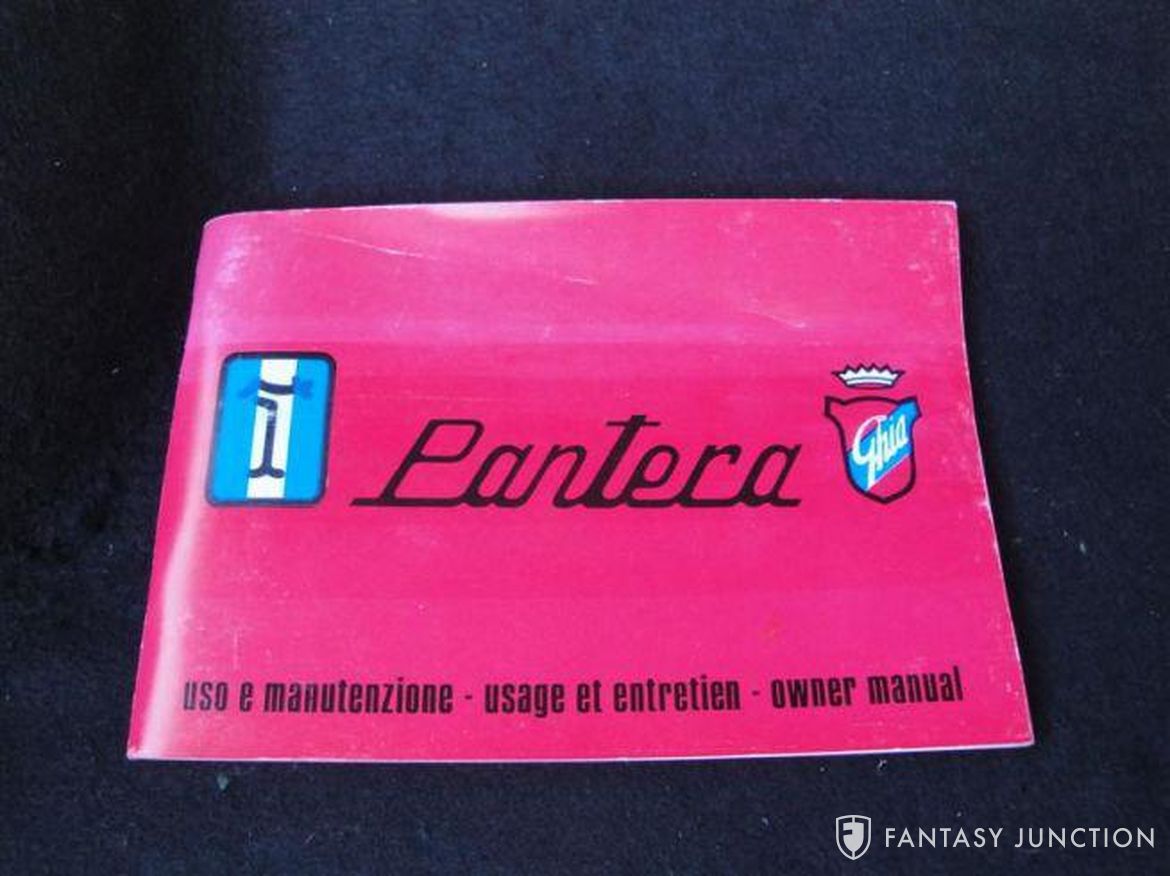 Pantera
Ghia
uso e manutenzione - usage et entretien - owner manual
FANTASY JUNCTION